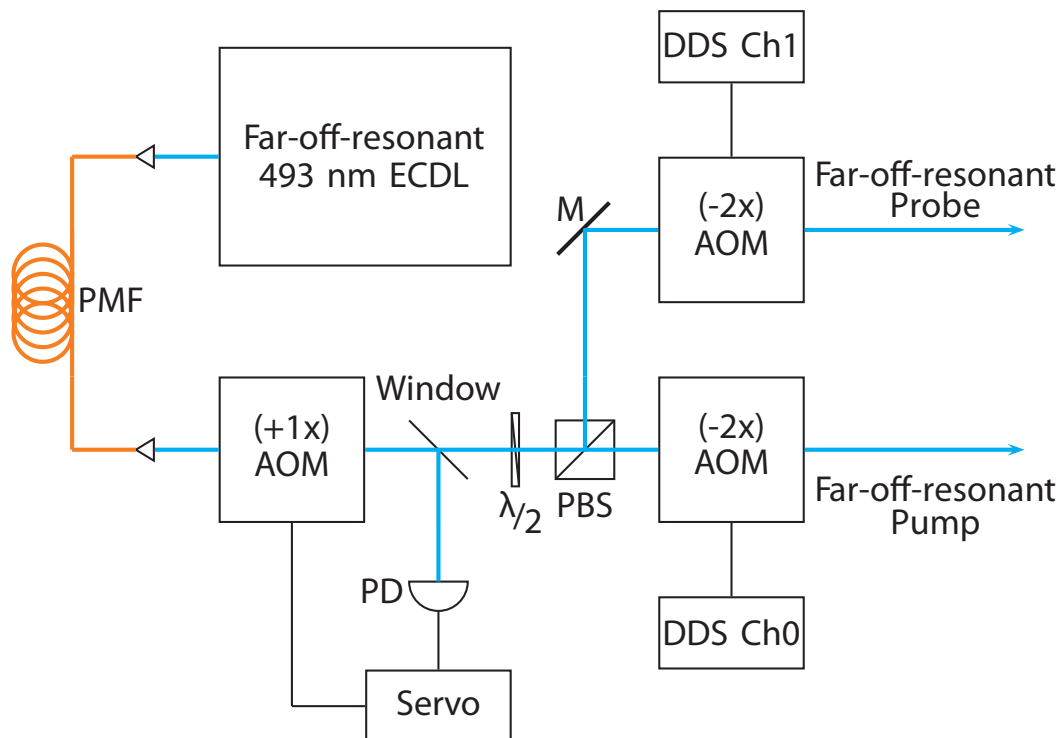 DDS Ch1
Far-off-resonant
493 nm ECDL
(-2x)
AOM
Far-off-resonant
Probe
M
PMF
Window
(+1x)
AOM
λ/2
PBS
(-2x)
AOM
Far-off-resonant
Pump
PD
DDS Ch0
Servo